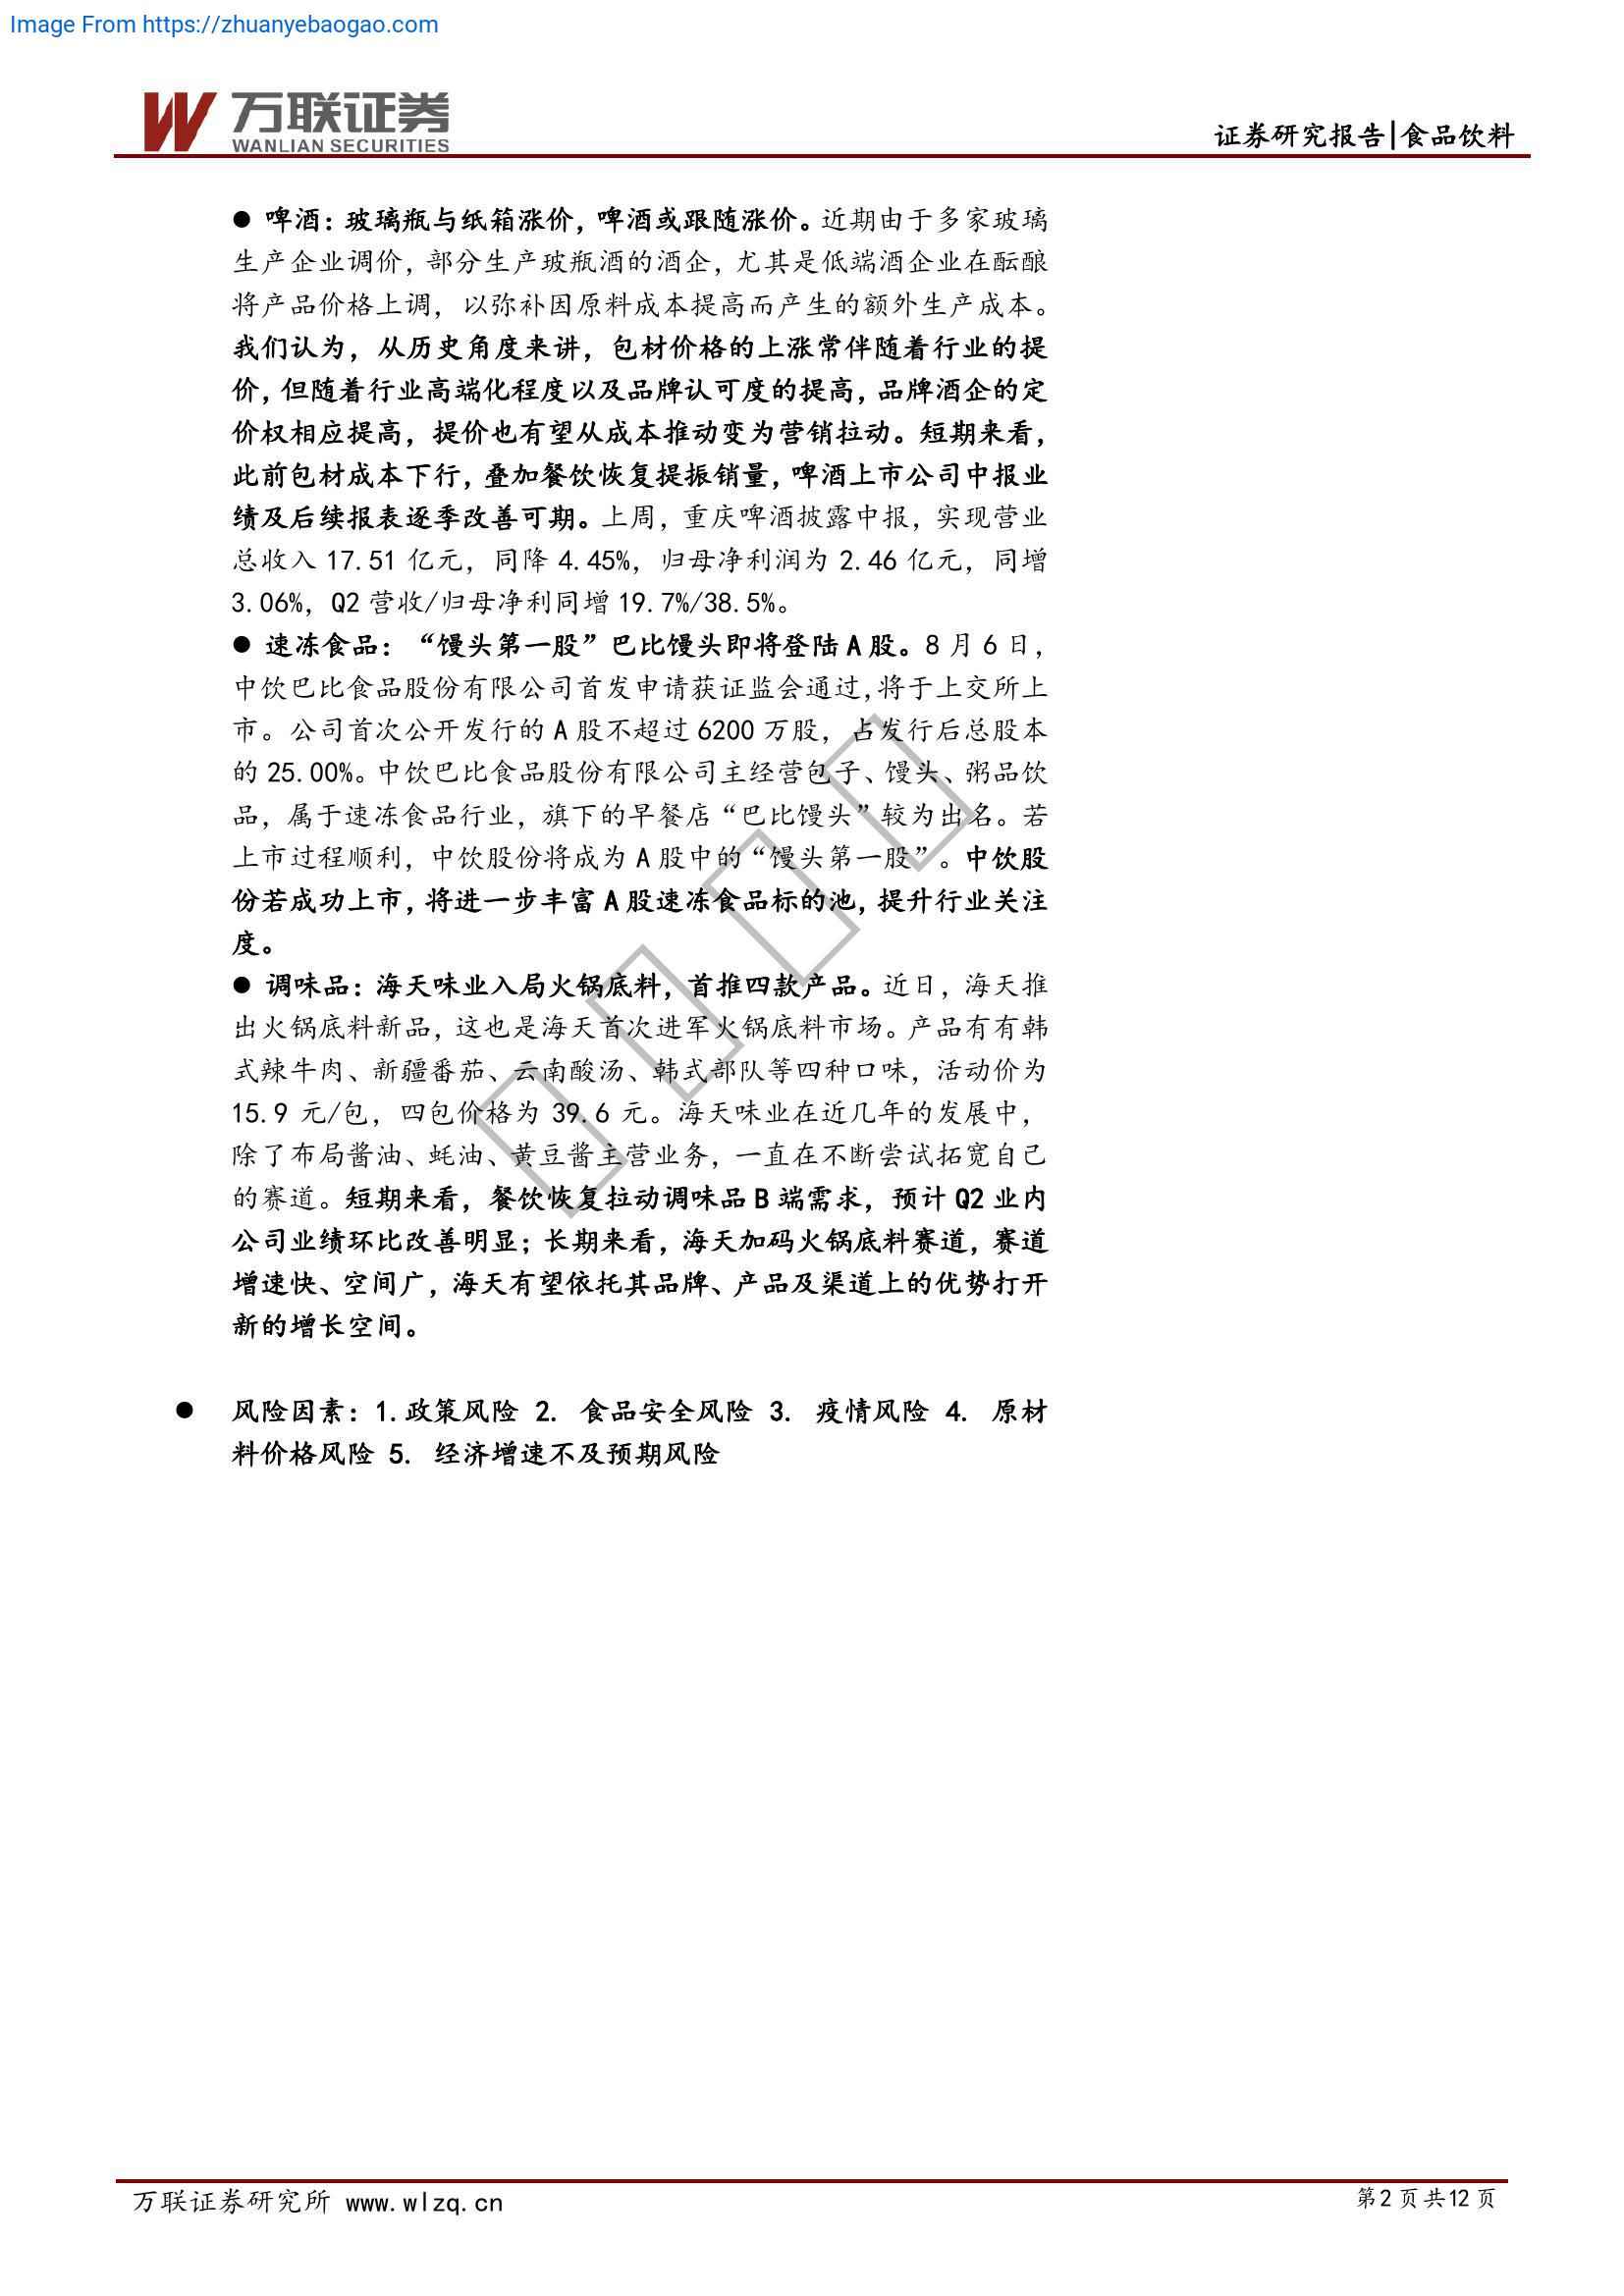 Image From https://zhuanyebaogao.com
万联证券
WANLIAN SECURITIES
证券研究报告|食品饮料
● 啤酒：玻璃瓶与纸箱涨价，啤酒或跟随涨价。近期由于多家玻璃
生产企业调价，部分生产玻瓶酒的酒企，尤其是低端酒企业在酝酿
将产品价格上调，以弥补因原料成本提高而产生的额外生产成本。
我们认为，从历史角度来讲，包材价格的上涨常伴随着行业的提
价，但随着行业高端化程度以及品牌认可度的提高，品牌酒企的定
价权相应提高，提价也有望从成本推动变为营销拉动。短期来看，
此前包材成本下行，叠加餐饮恢复提振销量，啤酒上市公司中报业
绩及后续报表逐季改善可期。上周，重庆啤酒披露中报，实现营业
总收入 17.51 亿元，同降 4.45%，归母净利润为 2.46 亿元，同增
3.06%，Q2 营收/归母净利同增 19.7%/38.5%。
● 速冻食品：“馒头第一股”巴比馒头即将登陆 A 股。8 月 6 日，
中饮巴比食品股份有限公司首发申请获证监会通过，将于上交所上
市。公司首次公开发行的 A 股不超过 6200 万股，占发行后总股本
的 25.00%。中饮巴比食品股份有限公司主经营包子、馒头、粥品饮
品，属于速冻食品行业，旗下的早餐店“巴比馒头”较为出名。若
上市过程顺利，中饮股份将成为 A 股中的“馒头第一股”。中饮股
份若成功上市，将进一步丰富 A 股速冻食品标的池，提升行业关注
度。
● 调味品：海天味业入局火锅底料，首推四款产品。近日，海天推
出火锅底料新品，这也是海天首次进军火锅底料市场。产品有有韩
式辣牛肉、新疆番茄、云南酸汤、韩式部队等四种口味，活动价为
15.9 元/包，四包价格为 39.6 元。海天味业在近几年的发展中，
除了布局酱油、蚝油、黄豆酱主营业务，一直在不断尝试拓宽自己
的赛道。短期来看，餐饮恢复拉动调味品 B 端需求，预计 Q2 业内
公司业绩环比改善明显；长期来看，海天加码火锅底料赛道，赛道
增速快、空间广，海天有望依托其品牌、产品及渠道上的优势打开
新的增长空间。
● 风险因素：1.政策风险 2. 食品安全风险 3. 疫情风险 4. 原材
料价格风险 5. 经济增速不及预期风险
万联证券研究所 www.wlzq.cn
第 2 页 共 12 页